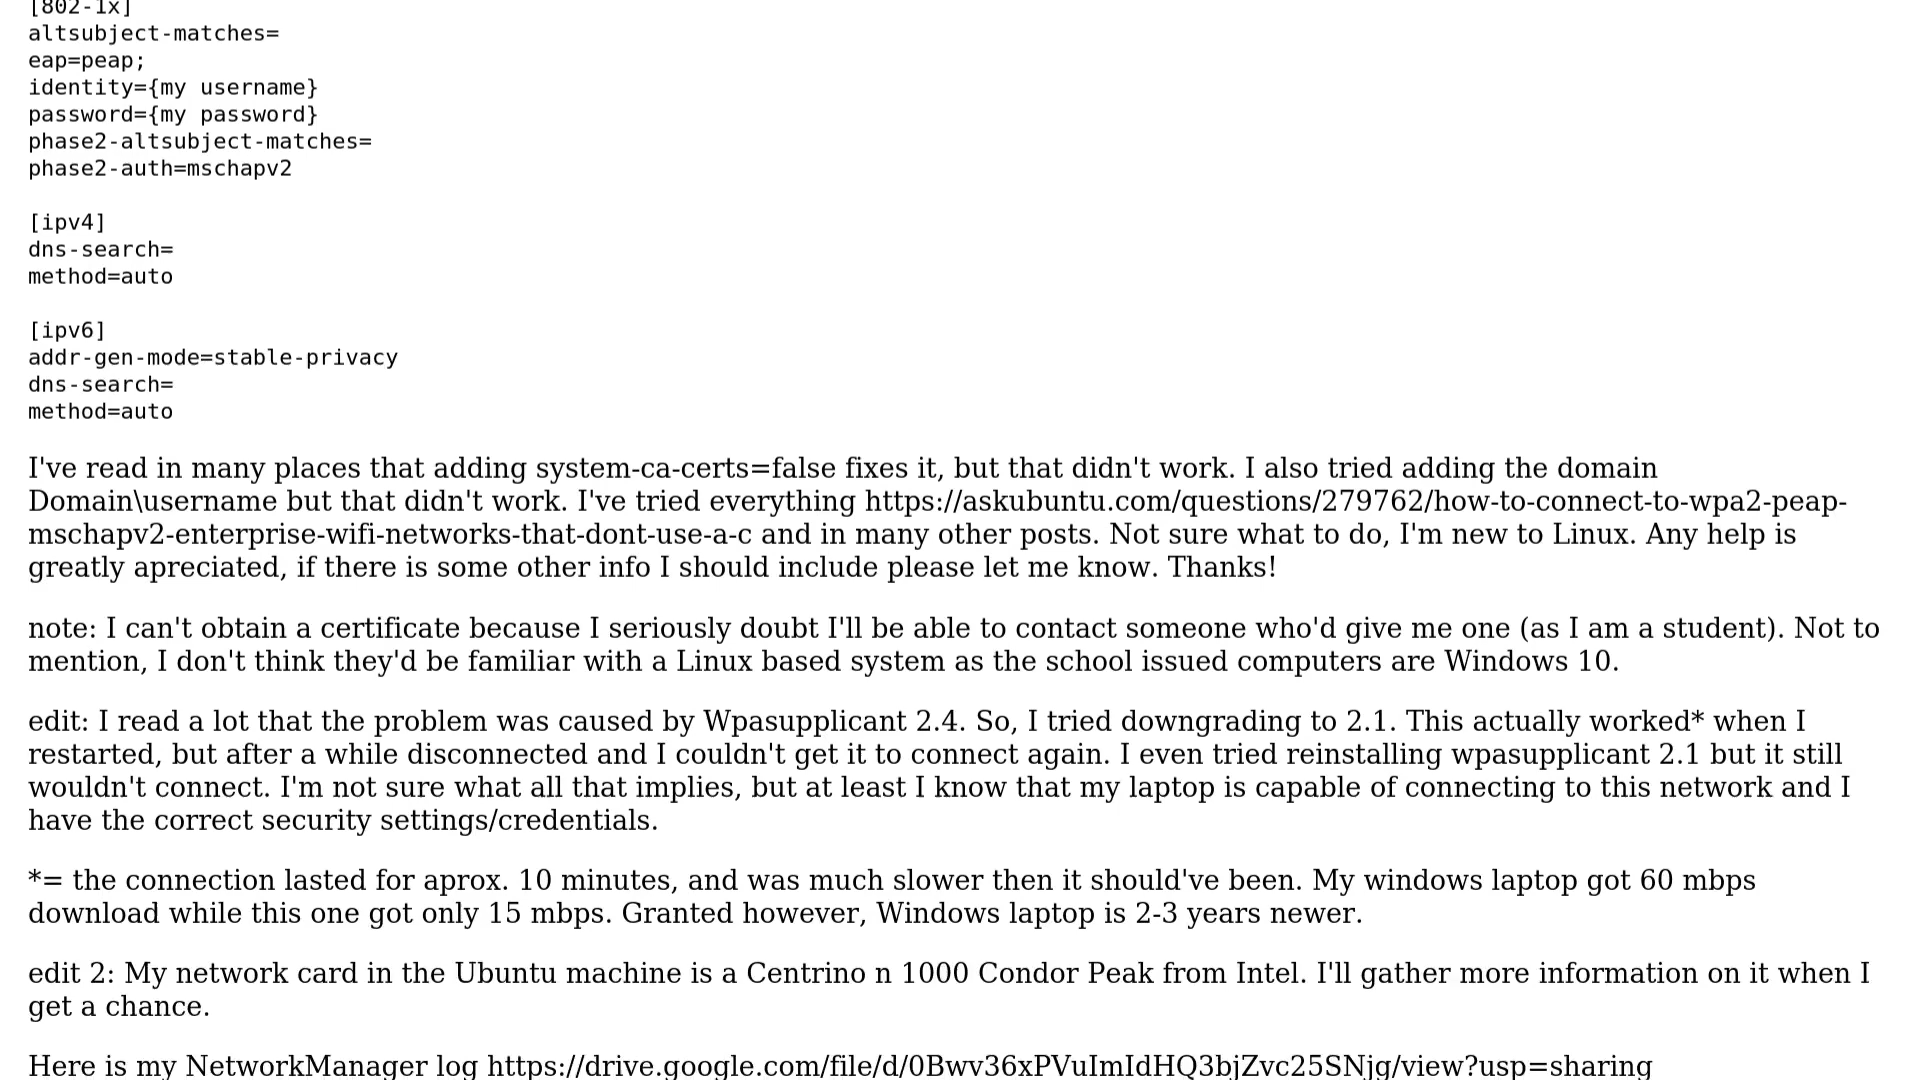 [802-1x]
altsubject-matches=
eap=peap;
identity={my username}
password={my password}
phase2-altsubject-matches=
phase2-auth=mschapv2
[ipv4]
dns-search=
method=auto
[ipv6]
addr-gen-mode=stable-privacy
dns-search=
method=auto
I've read in many places that adding system-ca-certs=false fixes it, but that didn't work. I also tried adding the domain
Domain\username but that didn't work. I've tried everything https://askubuntu.com/questions/279762/how-to-connect-to-wpa2-peap-
mschapv2-enterprise-wifi-networks-that-dont-use-a-c and in many other posts. Not sure what to do, I'm new to Linux. Any help is
greatly apreciated, if there is some other info I should include please let me know. Thanks!
note: I can't obtain a certificate because I seriously doubt I'll be able to contact someone who'd give me one (as I am a student). Not to
mention, I don't think they'd be familiar with a Linux based system as the school issued computers are Windows 10.
edit: I read a lot that the problem was caused by Wpasupplicant 2.4. So, I tried downgrading to 2.1. This actually worked* when I
restarted, but after a while disconnected and I couldn't get it to connect again. I even tried reinstalling wpasupplicant 2.1 but it still
wouldn't connect. I'm not sure what all that implies, but at least I know that my laptop is capable of connecting to this network and I
have the correct security settings/credentials.
*= the connection lasted for aprox. 10 minutes, and was much slower then it should've been. My windows laptop got 60 mbps
download while this one got only 15 mbps. Granted however, Windows laptop is 2-3 years newer.
edit 2: My network card in the Ubuntu machine is a Centrino n 1000 Condor Peak from Intel. I'll gather more information on it when I
get a chance.
Here is my NetworkManager log https://drive.google.com/file/d/0Bwv36xPVuImIdHQ3bjZvc25SNjg/view?usp=sharing